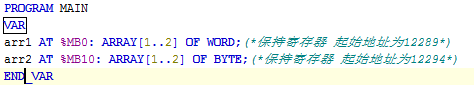 PROGRAM MAIN
VAR
arr1 AT %MB0: ARRAY[1..2] OF WORD;(*保持寄存器 起始地址为12289*)
arr2 AT %MB10: ARRAY[1..2] OF BYTE;(*保持寄存器 起始地址为12294*)
END_VAR